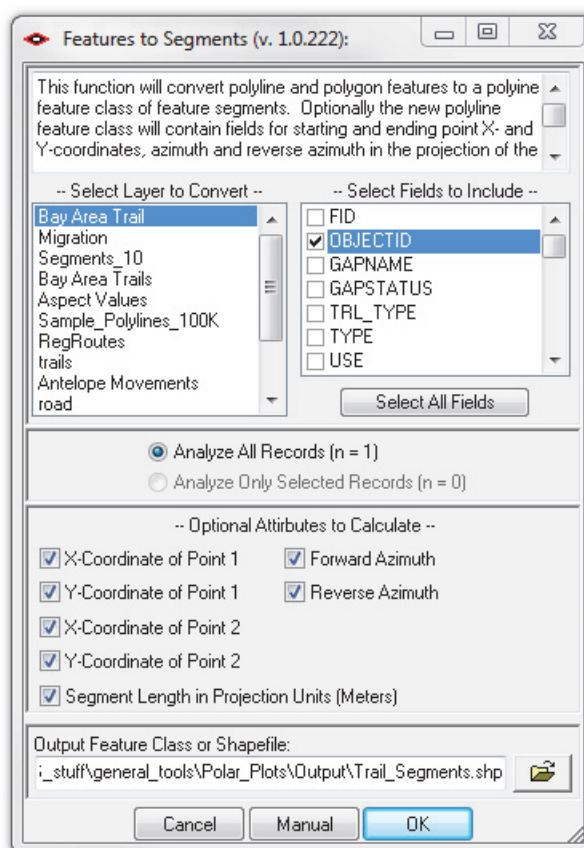 Features to Segments (v. 1.0.222):
This function will convert polyline and polygon features to a polyine
feature class of feature segments. Optionally the new polyline
feature class will contain fields for starting and ending point X- and
Y-coordinates, azimuth and reverse azimuth in the projection of the
-- Select Layer to Convert --
Bay Area Trail
Migration
Segments_10
Bay Area Trails
Aspect Values
Sample_Polylines_100K
RegRoutes
trails
Antelope Movements
road
-- Select Fields to Include --
FID
OBJECTID
GAPNAME
GAPSTATUS
TRL_TYPE
TYPE
USE
Select All Fields
Analyze All Records (n = 1)
Analyze Only Selected Records (n = 0)
-- Optional Attributes to Calculate --
X-Coordinate of Point 1
Forward Azimuth
Y-Coordinate of Point 1
Reverse Azimuth
X-Coordinate of Point 2
Y-Coordinate of Point 2
Segment Length in Projection Units (Meters)
Output Feature Class or Shapefile:
_stuff\general_tools\Polar_Plots\Output\Trail_Segments.shp
Cancel
Manual
OK